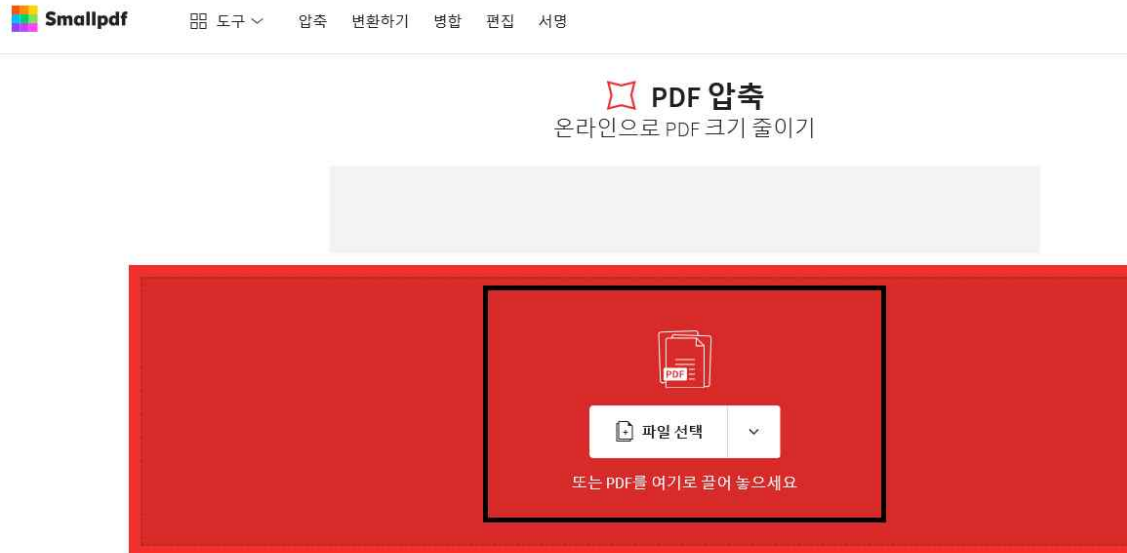 Smallpdf
도구 압축 변환하기 병합 편집 서명
PDF 압축
온라인으로 PDF 크기 줄이기
PDF
파일 선택
또는 PDF를 여기로 끌어 놓으세요